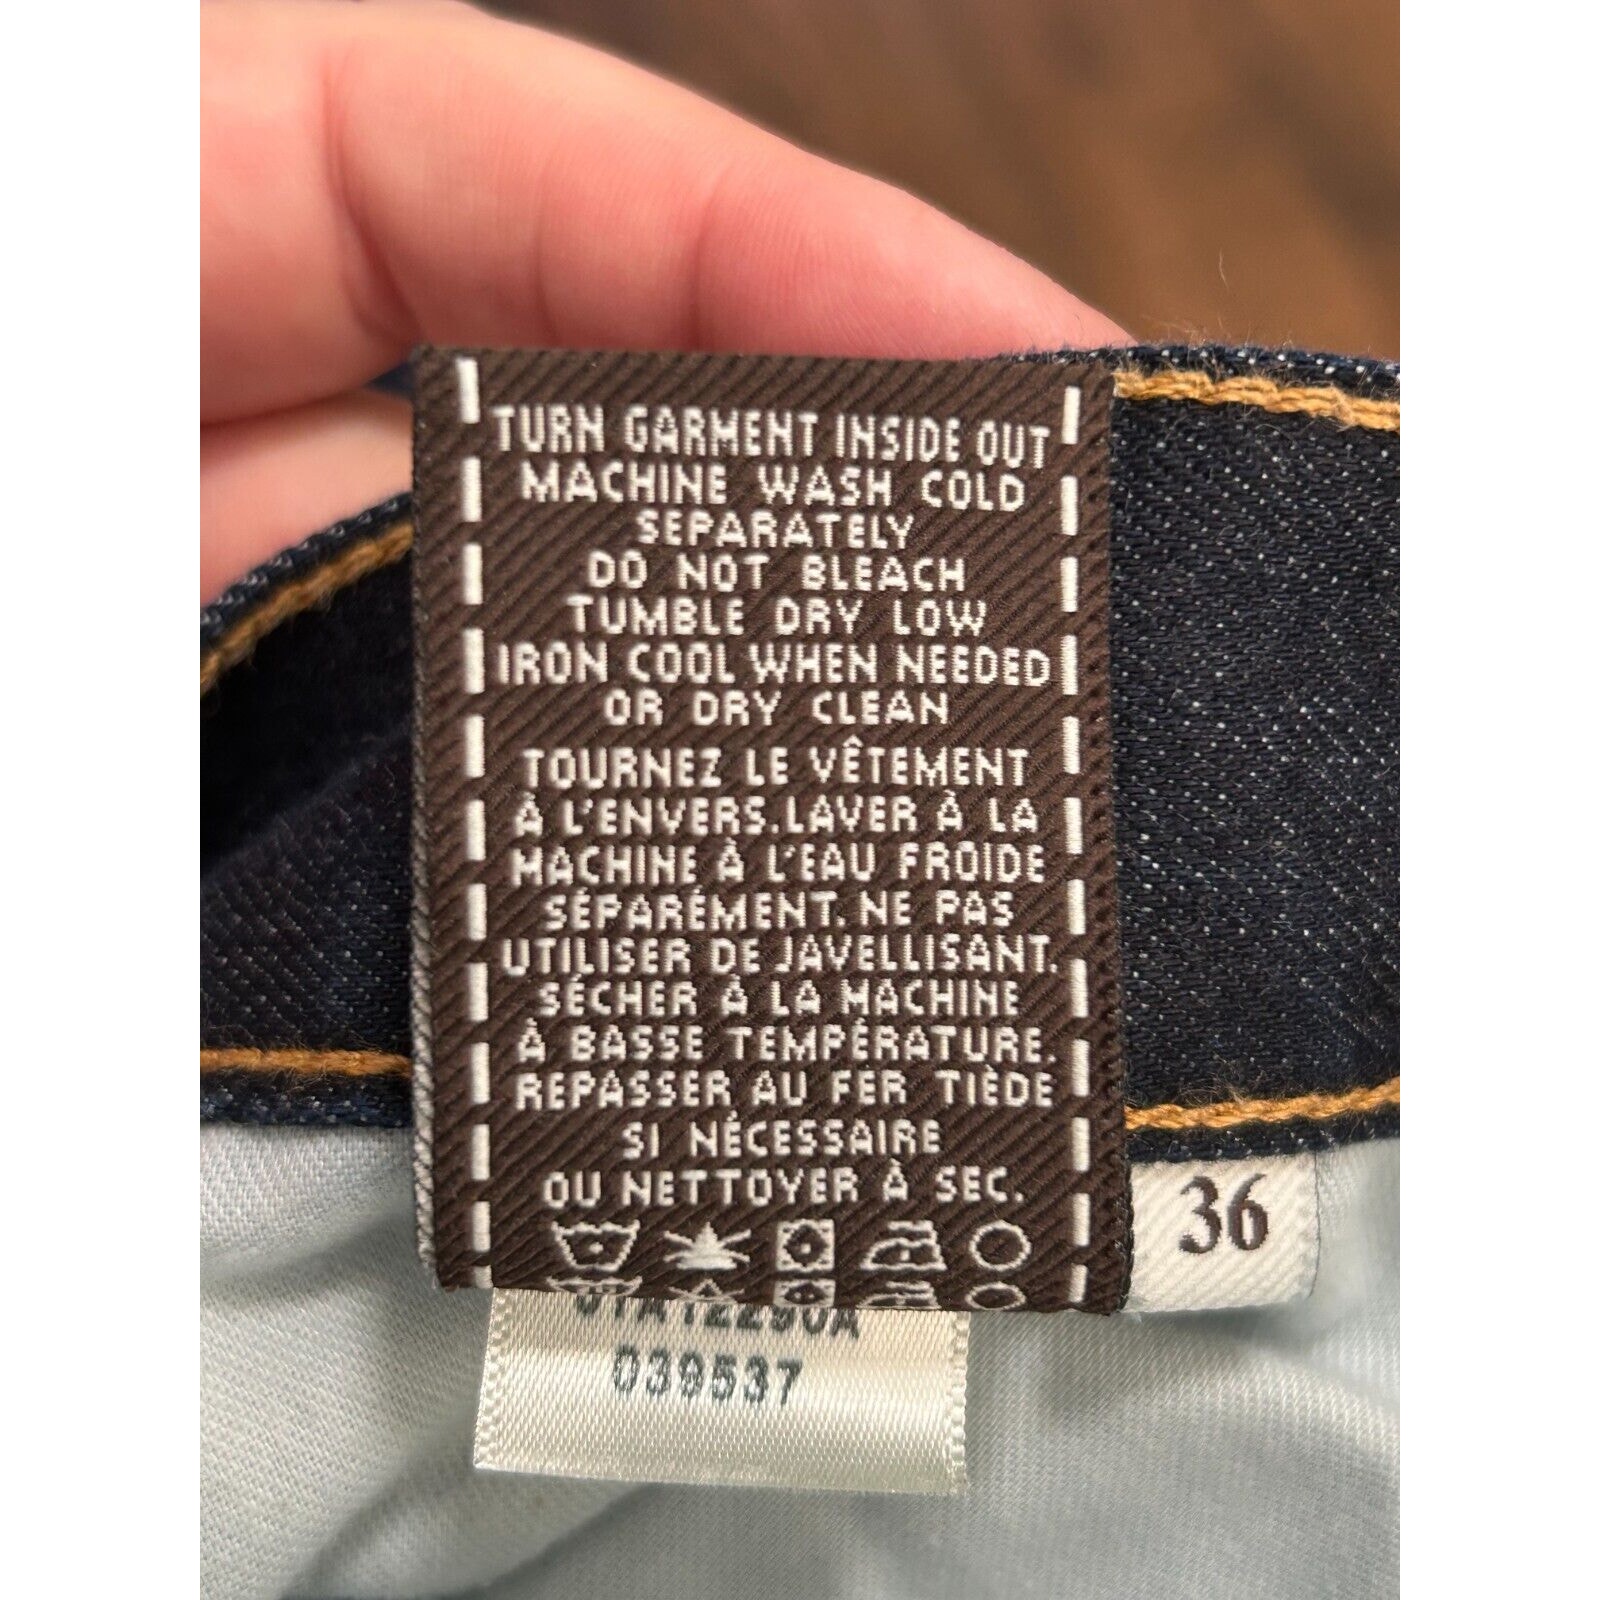 TURN GARMENT INSIDE OUT
MACHINE WASH COLD
SEPARATELY
DO NOT BLEACH
TUMBLE DRY LOW
IRON COOL WHEN NEEDED
OR DRY CLEAN
TOURNEZ LE VÊTEMENT
À L'ENVERS. LAVER À LA
MACHINE À L'EAU FROIDE
SÉPARÉMENT. NE PAS
UTILISER DE JAVELLISANT.
SÉCHER À LA MACHINE
À BASSE TEMPÉRATURE.
REPASSER AU FER TIÈDE
SI NÉCESSAIRE
OU NETTOYER À SEC.
36
039537